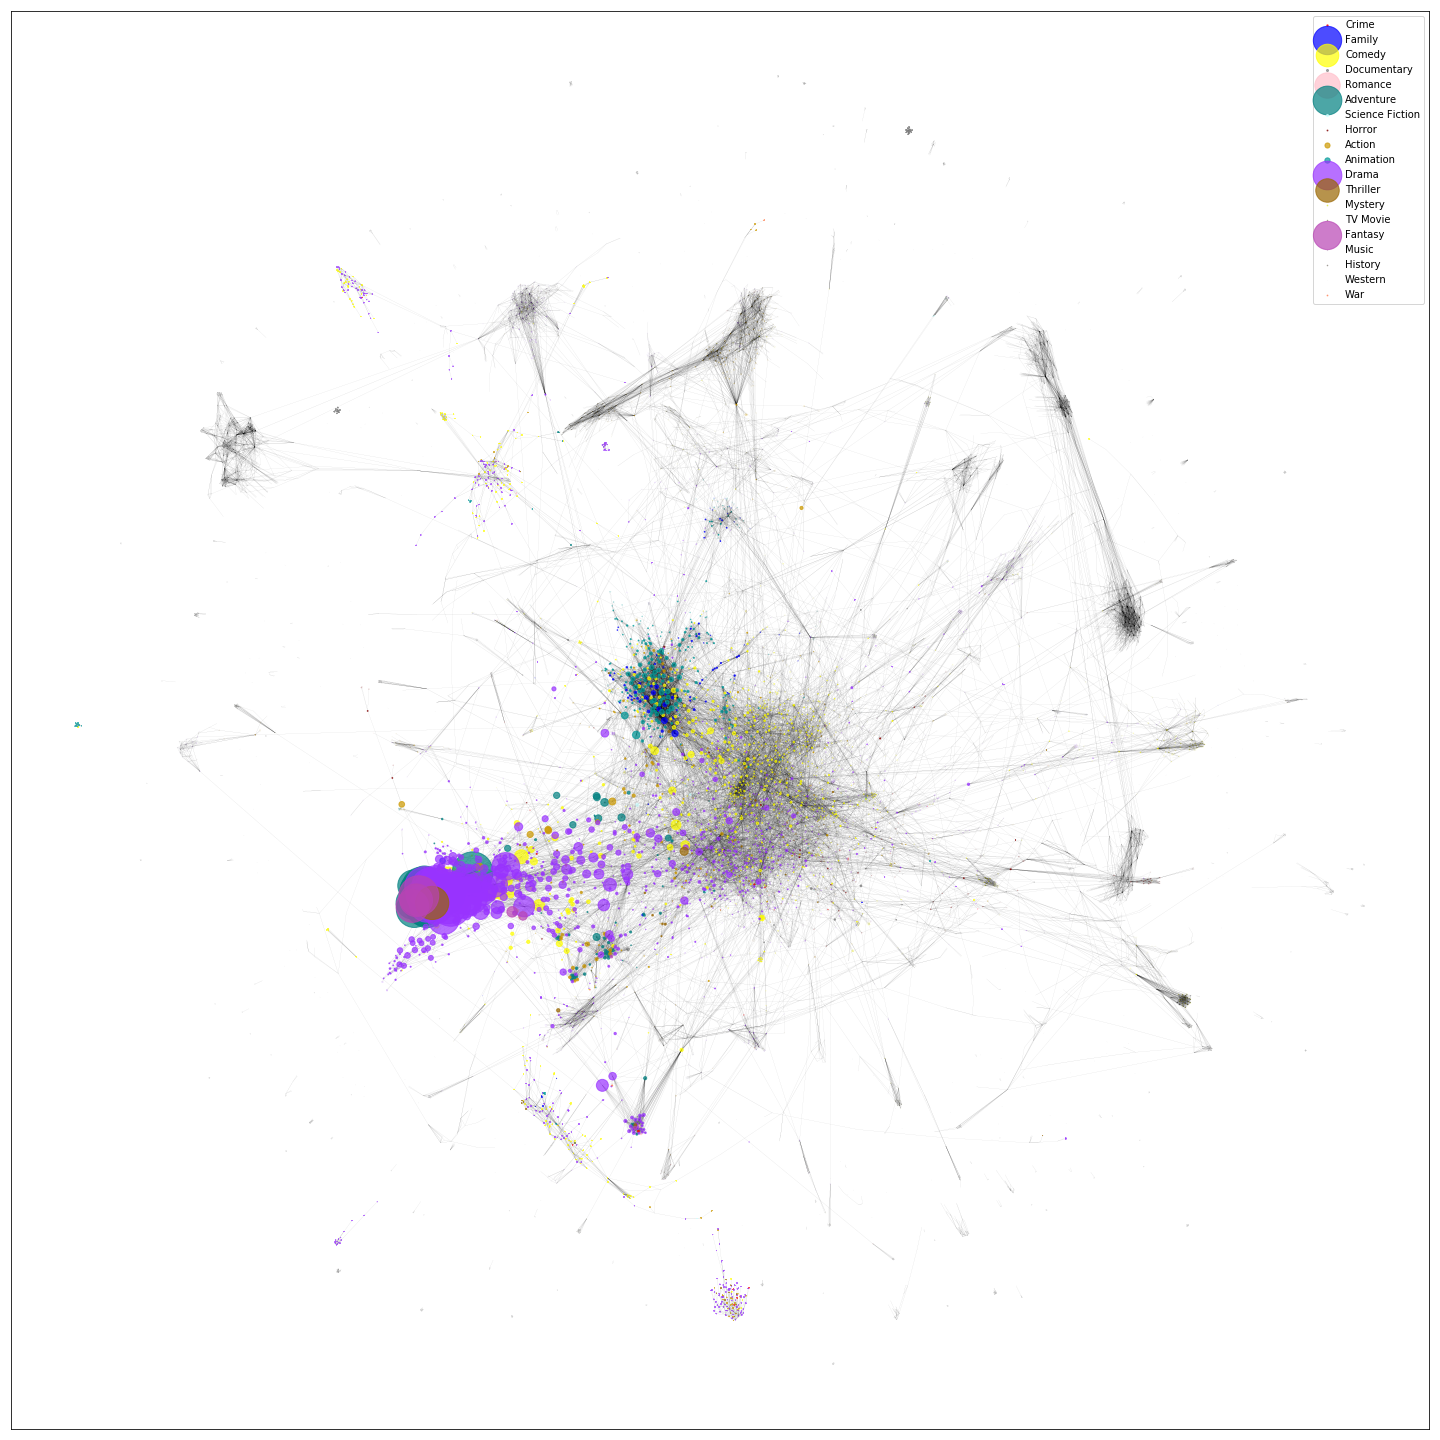 Crime
Family
Comedy
Documentary
Romance
Adventure
Science Fiction
Horror
Action
Animation
Drama
Thriller
Mystery
TV Movie
Fantasy
Music
History
Western
War